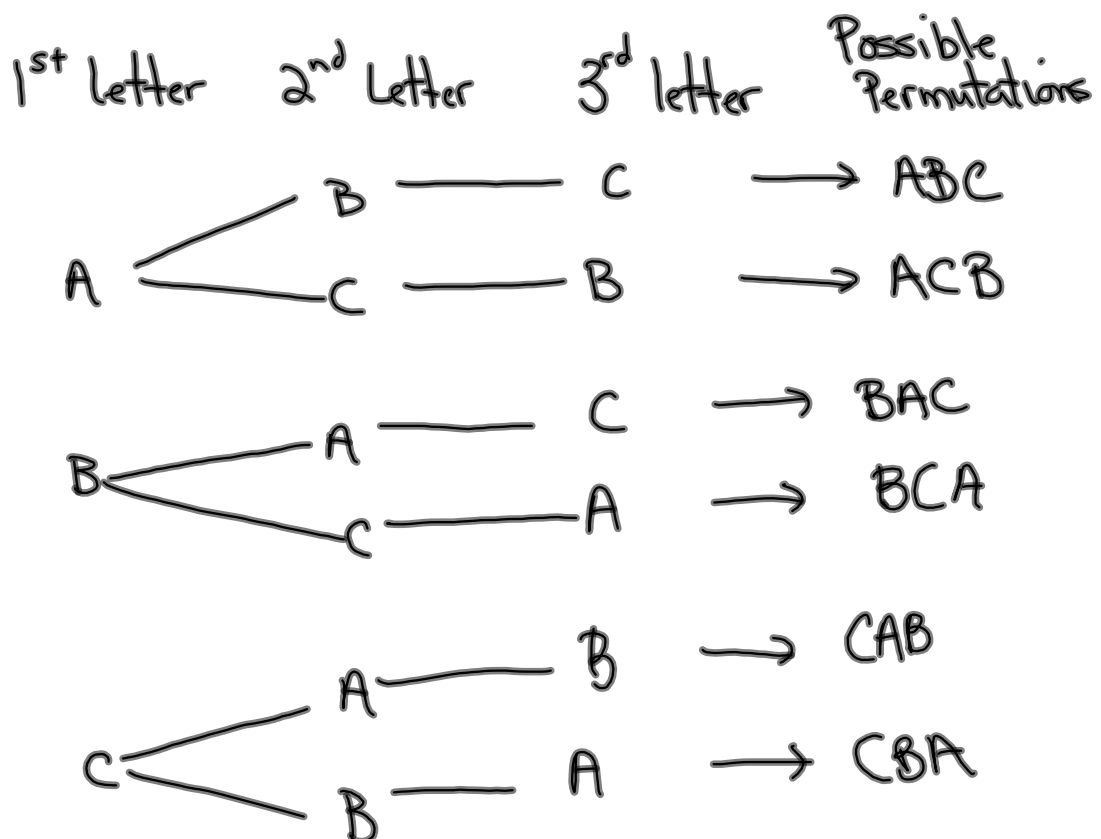 1st letter 2nd Letter 3rd letter Possible Permutations
B C → ABC
A C B → ACB
A C → BAC
B C A → BCA
A B → CAB
C B A → CBA